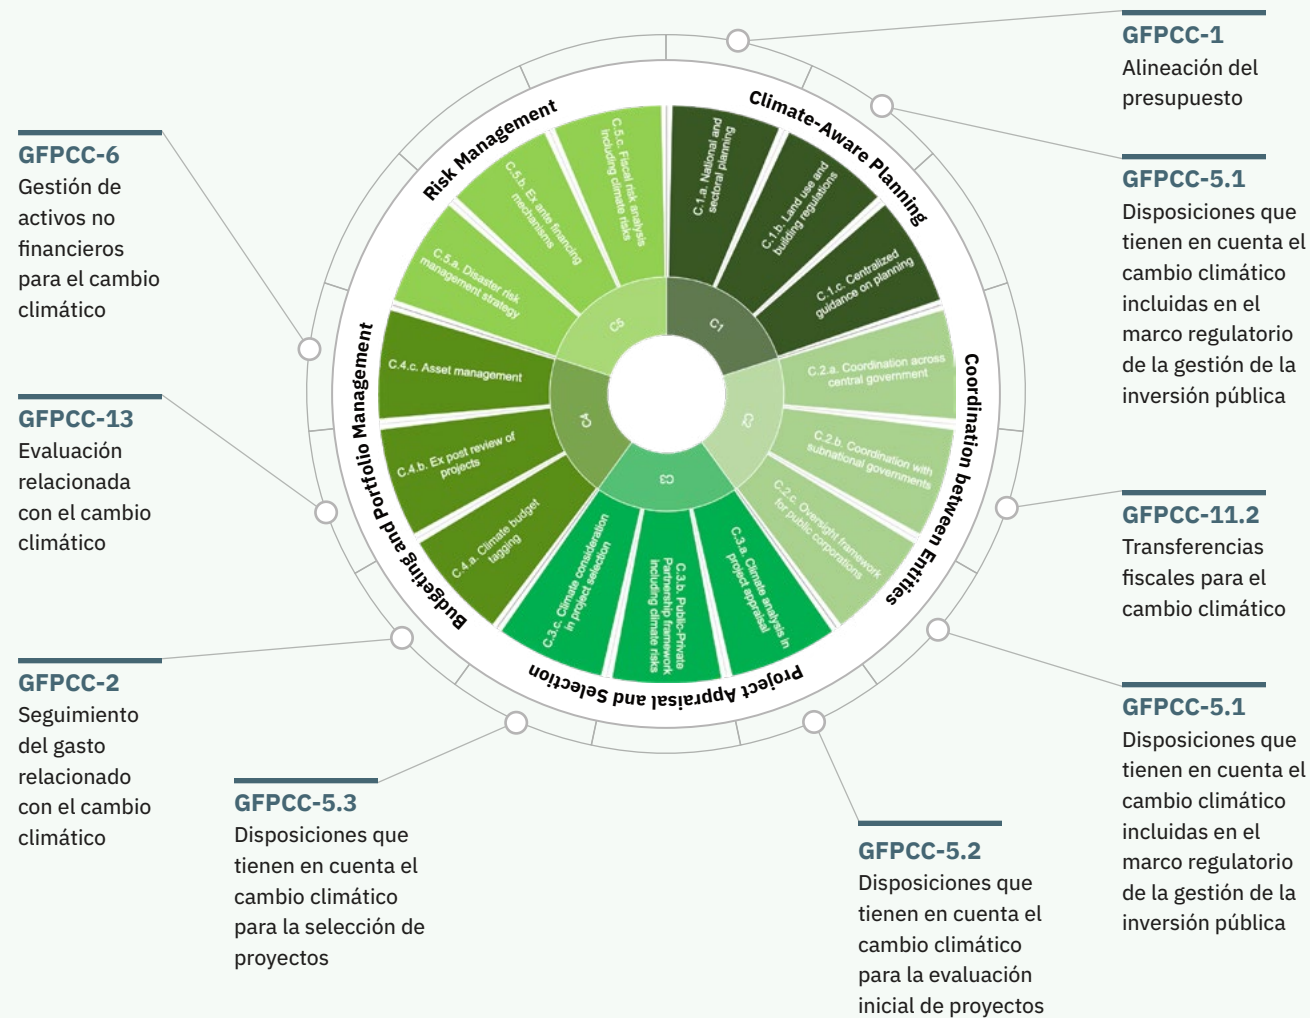 GFPCC-1
Alineación del
presupuesto
GFPCC-5.1
Disposiciones que
tienen en cuenta el
cambio climático
incluidas en el
marco regulatorio
de la gestión de la
inversión pública
GFPCC-11.2
Transferencias
fiscales para el
cambio climático
GFPCC-5.1
Disposiciones que
tienen en cuenta el
cambio climático
incluidas en el
marco regulatorio
de la gestión de la
inversión pública
GFPCC-5.2
Disposiciones que
tienen en cuenta el
cambio climático
para la evaluación
inicial de proyectos
GFPCC-5.3
Disposiciones que
tienen en cuenta el
cambio climático
para la selección de
proyectos
GFPCC-2
Seguimiento
del gasto
relacionado
con el cambio
climático
GFPCC-13
Evaluación
relacionada
con el cambio
climático
GFPCC-6
Gestión de
activos no
financieros
para el cambio
climático
Climate-Aware Planning
C1
C.1.a. National and
sectoral planning
C.1.b. Land use and
building regulations
C.1.c. Centralized
guidance on planning
Coordination between Entities
C2
C.2.a. Coordination across
central government
C.2.b. Coordination with
subnational governments
C.2.c. Oversight framework
for public corporations
Project Appraisal and Selection
C3
C.3.a. Climate analysis in
project appraisal
C.3.b. Public-Private
Partnership framework
including climate risks
C.3.c. Climate consideration
in project selection
Budgeting and Portfolio Management
C4
C.4.a. Climate budget
tagging
C.4.b. Ex post review of
projects
C.4.c. Asset management
Risk Management
C5
C.5.a. Disaster risk
management strategy
C.5.b. Ex ante financing
mechanisms
C.5.c. Fiscal risk analysis
including climate risks